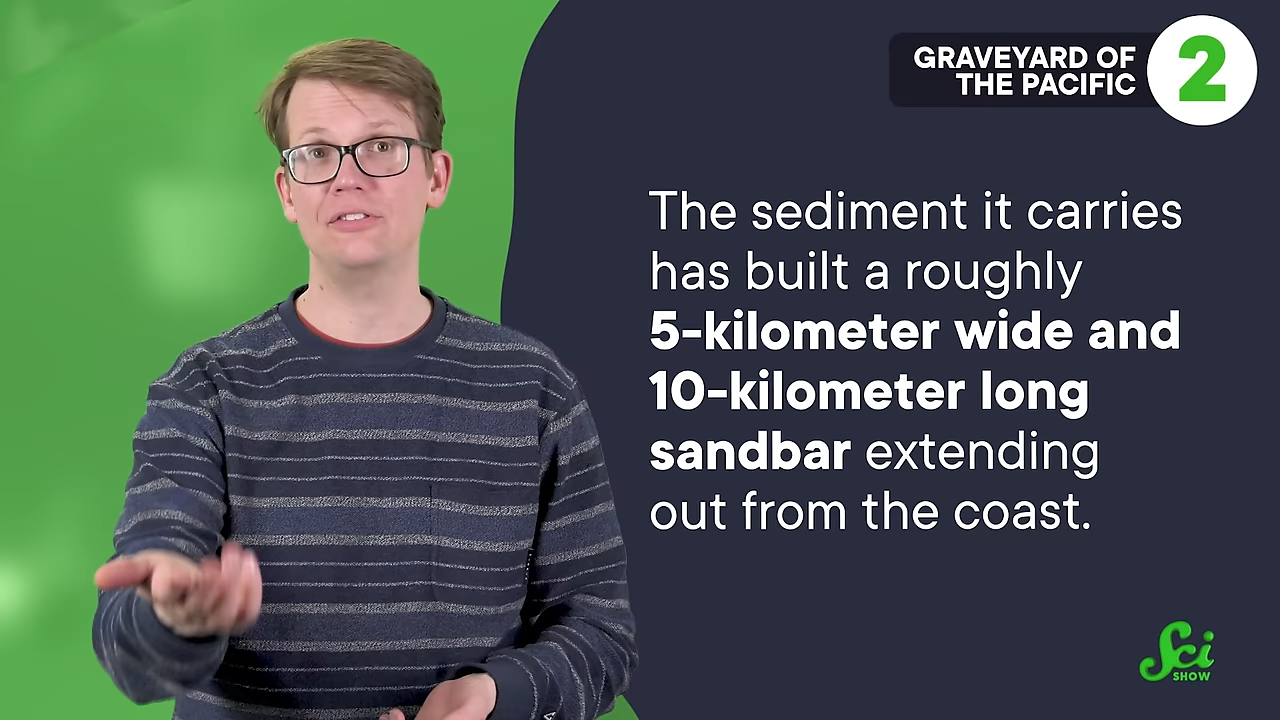 GRAVEYARD OF
THE PACIFIC
2
The sediment it carries
has built a roughly
5-kilometer wide and
10-kilometer long
sandbar extending
out from the coast.
Sci
SHOW